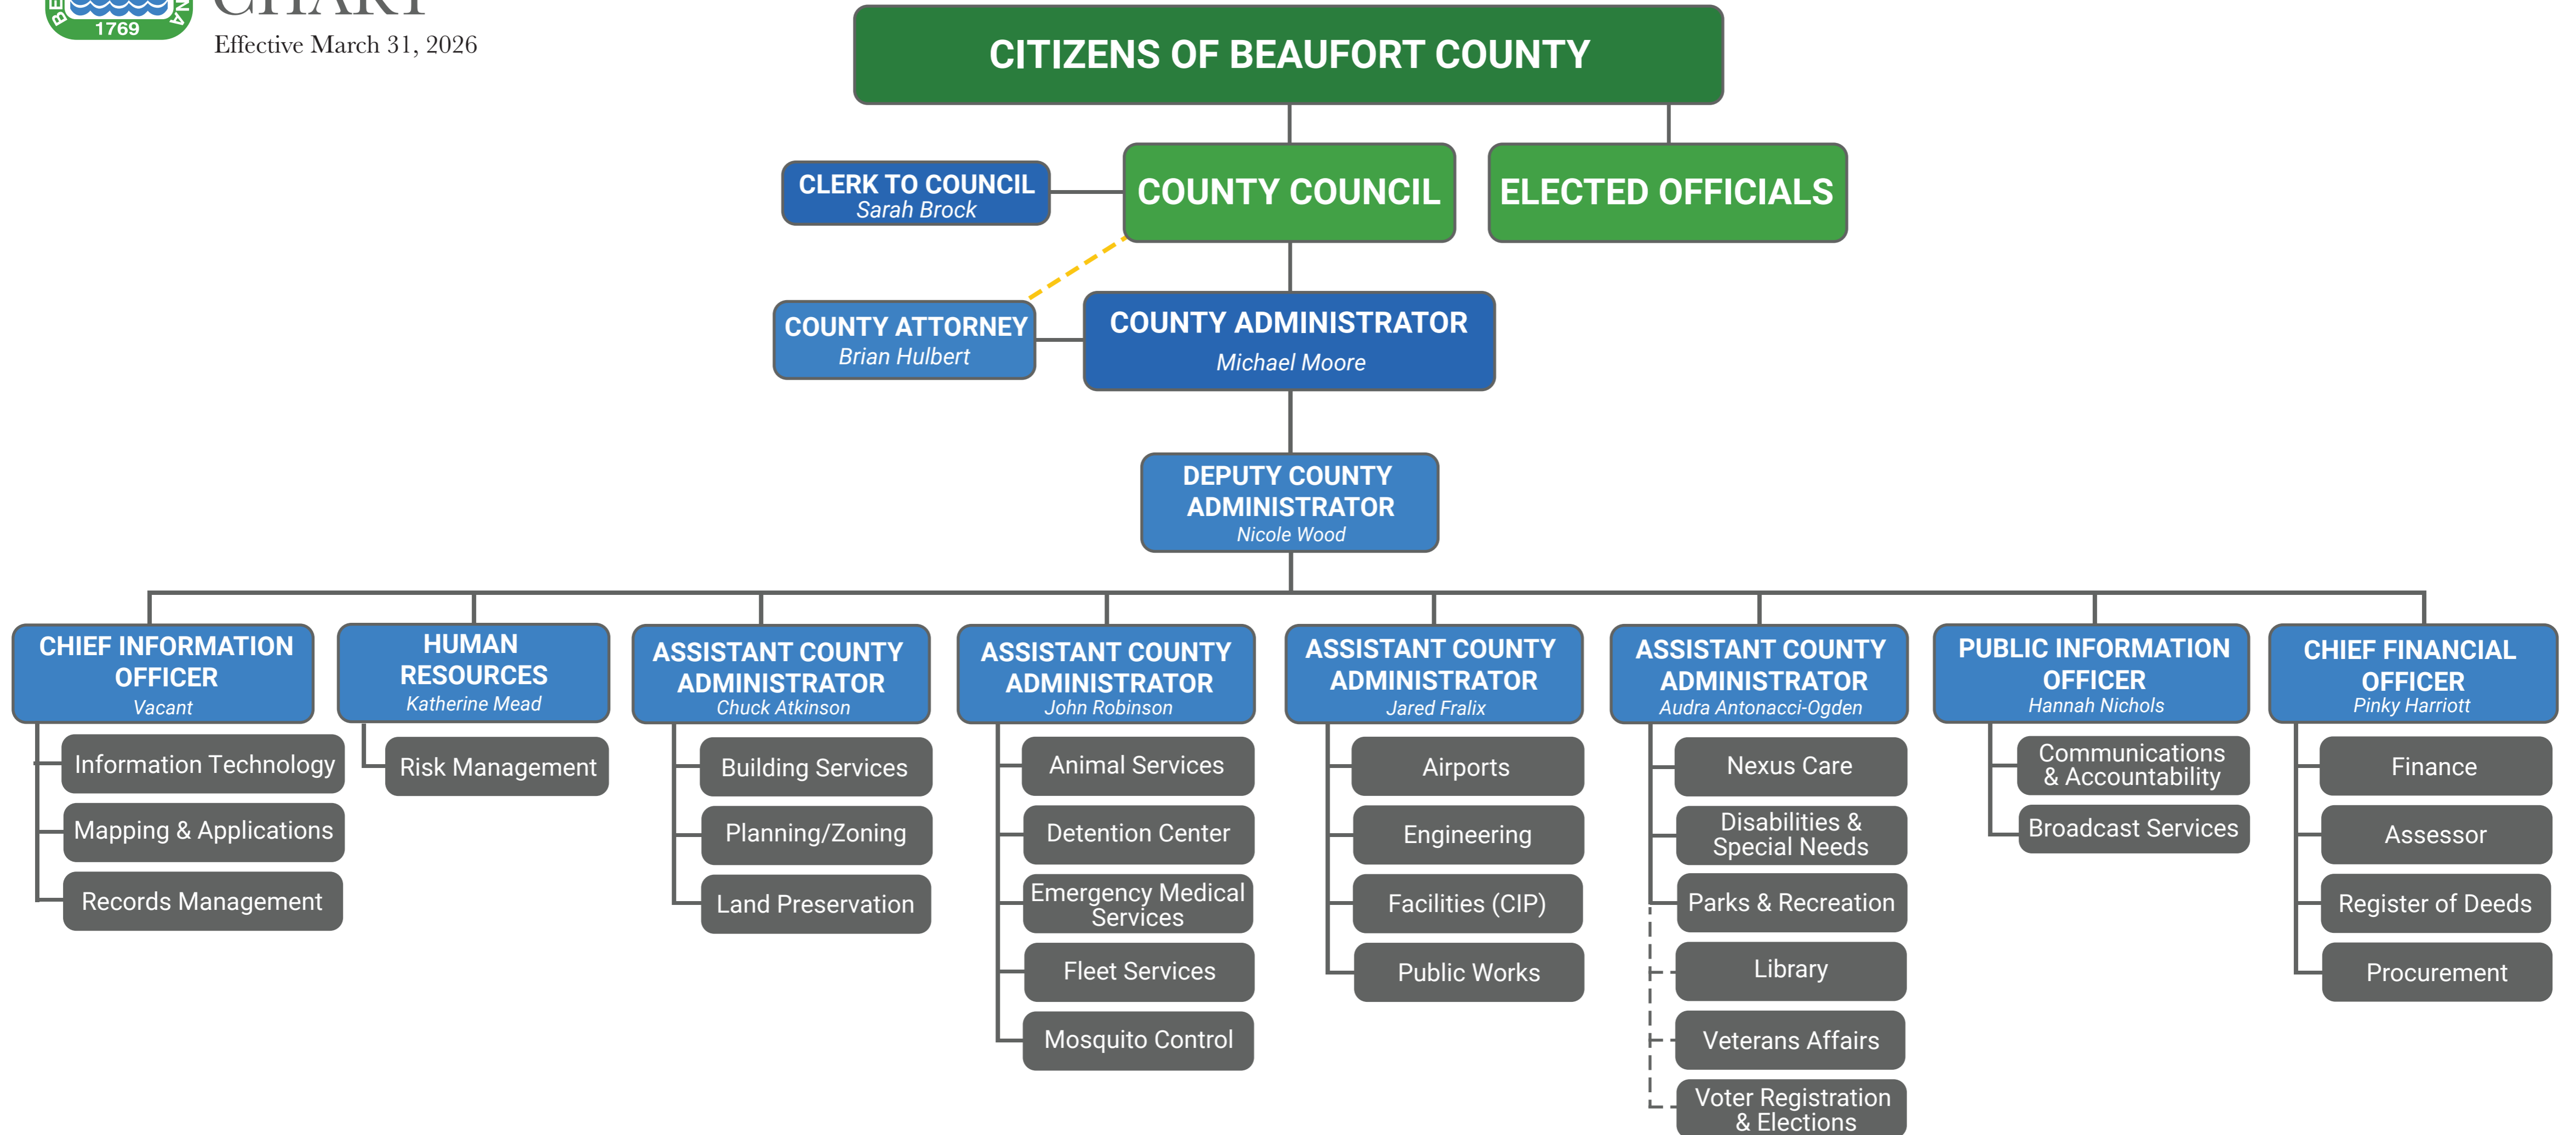 1769
CHART
Effective March 31, 2026
CITIZENS OF BEAUFORT COUNTY
CLERK TO COUNCIL
Sarah Brock
COUNTY COUNCIL
ELECTED OFFICIALS
COUNTY ATTORNEY
Brian Hulbert
COUNTY ADMINISTRATOR
Michael Moore
DEPUTY COUNTY
ADMINISTRATOR
Nicole Wood
CHIEF INFORMATION
OFFICER
Vacant
Information Technology
Mapping & Applications
Records Management
HUMAN
RESOURCES
Katherine Mead
Risk Management
ASSISTANT COUNTY
ADMINISTRATOR
Chuck Atkinson
Building Services
Planning/Zoning
Land Preservation
ASSISTANT COUNTY
ADMINISTRATOR
John Robinson
Animal Services
Detention Center
Emergency Medical
Services
Fleet Services
Mosquito Control
ASSISTANT COUNTY
ADMINISTRATOR
Jared Fralix
Airports
Engineering
Facilities (CIP)
Public Works
ASSISTANT COUNTY
ADMINISTRATOR
Audra Antonacci-Ogden
Nexus Care
Disabilities &
Special Needs
Parks & Recreation
Library
Veterans Affairs
Voter Registration
& Elections
PUBLIC INFORMATION
OFFICER
Hannah Nichols
Communications
& Accountability
Broadcast Services
CHIEF FINANCIAL
OFFICER
Pinky Harriott
Finance
Assessor
Register of Deeds
Procurement